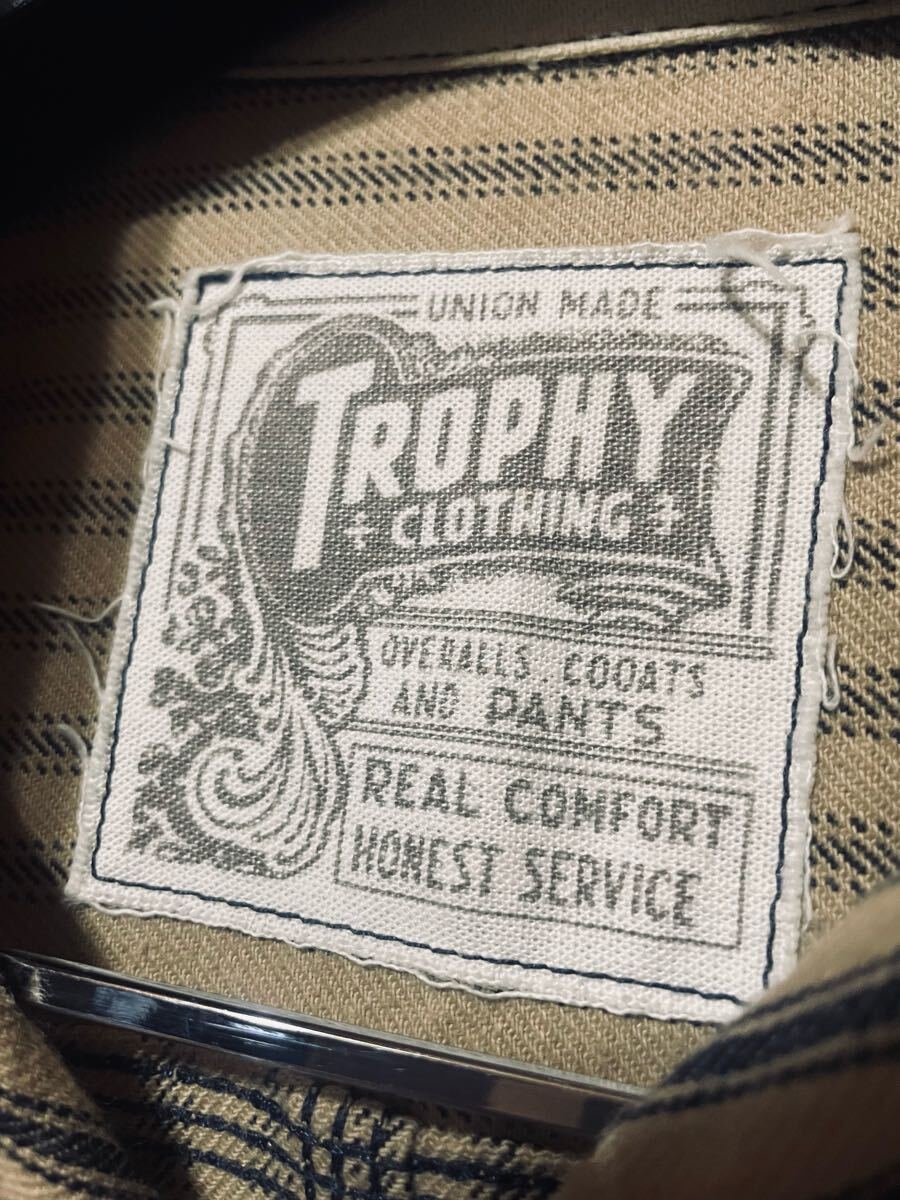 UNION MADE
TROPHY
CLOTHING
OVERALLS COOATS
AND PANTS
REAL COMFORT
HONEST SERVICE